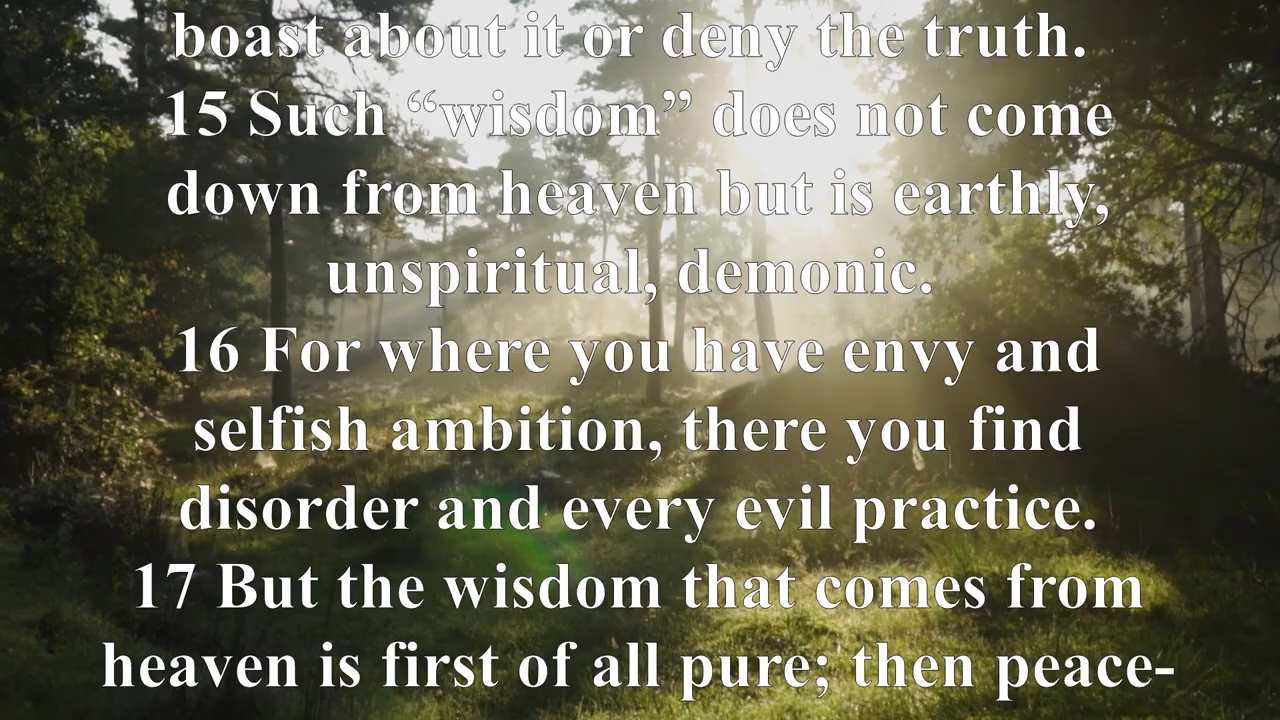 boast about it or deny the truth.
15 Such “wisdom” does not come
down from heaven but is earthly,
unspiritual, demonic.
16 For where you have envy and
selfish ambition, there you find
disorder and every evil practice.
17 But the wisdom that comes from
heaven is first of all pure; then peace-